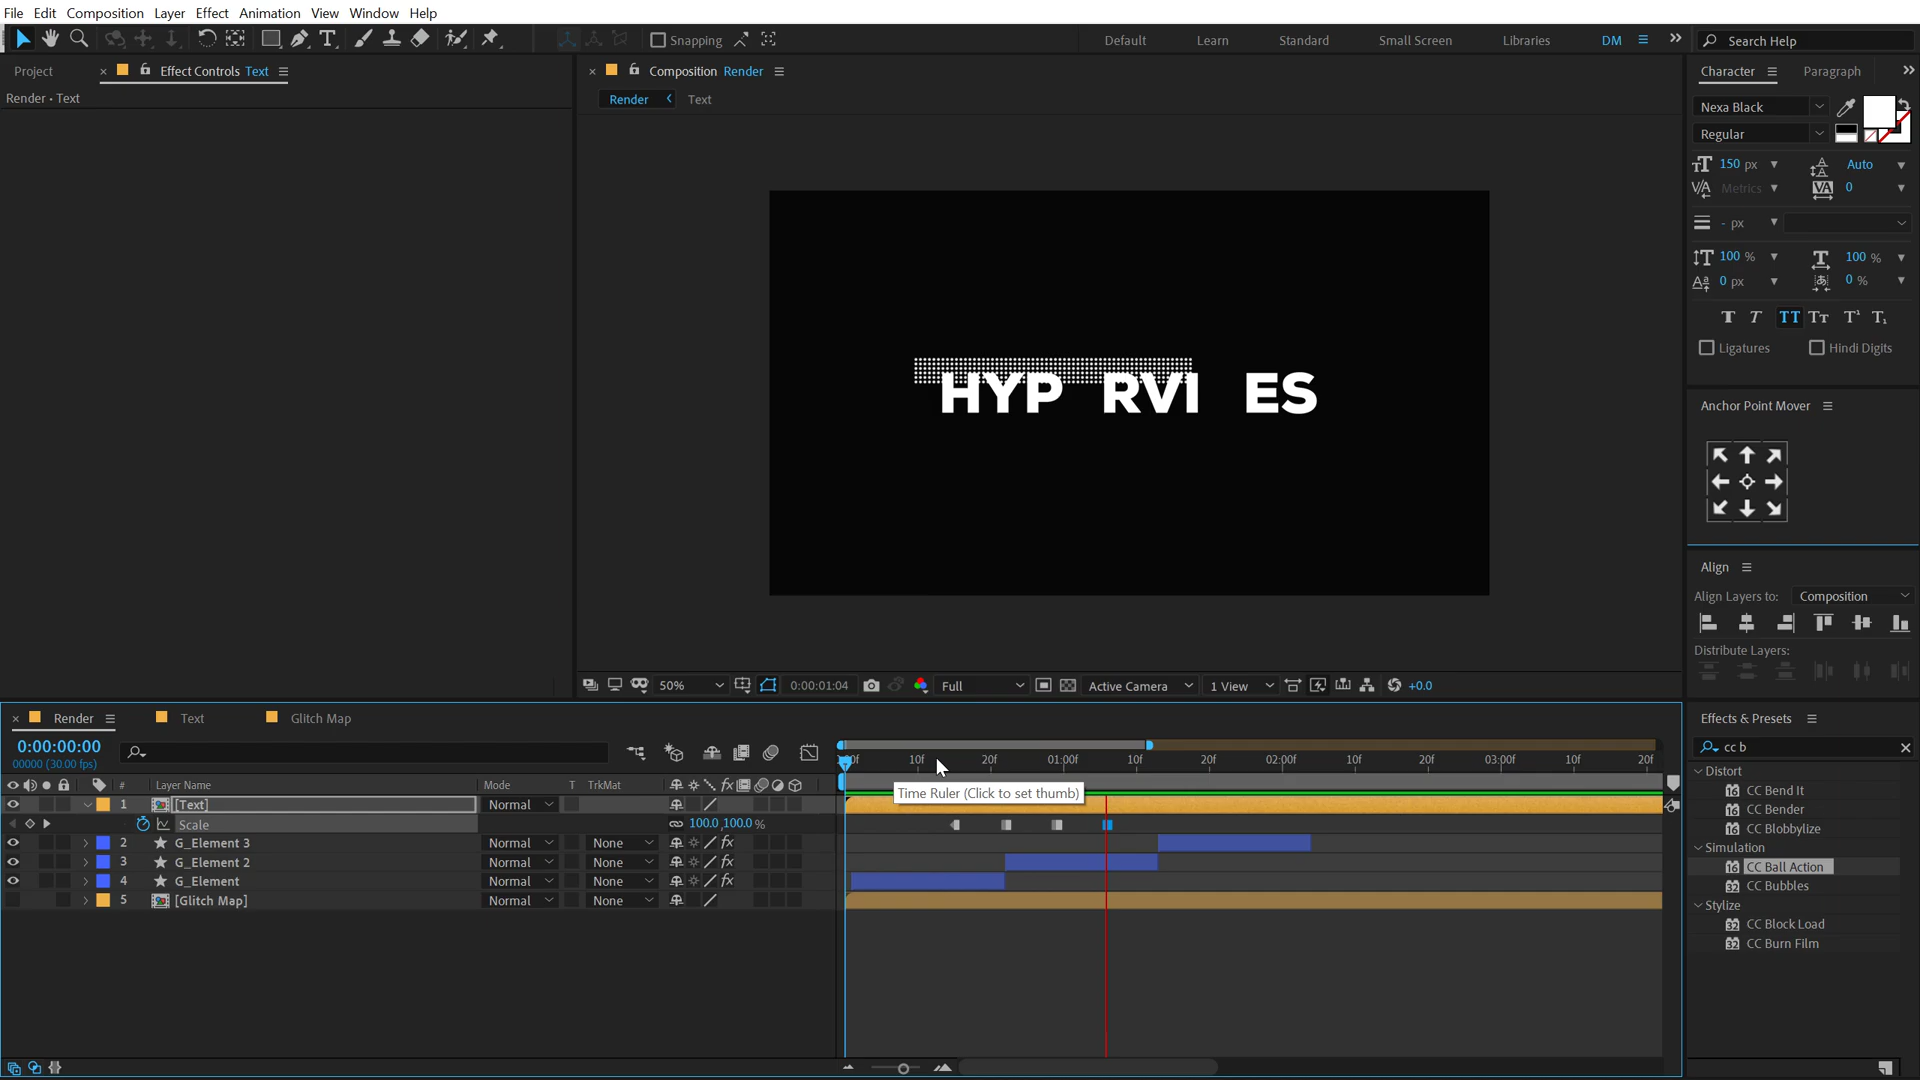 File Edit Composition Layer Effect Animation View Window Help
Snapping Default Learn Standard Small Screen Libraries DM Search Help
Project Effect Controls Text
Render • Text
Composition Render
Render Text
HYP RVI ES
50% 0:00:01:04 Full Active Camera 1 View +0.0
Character Paragraph
Nexa Black
Regular
150 px Auto
Metrics 0
- px
100 % 100 %
0 px 0 %
Ligatures Hindi Digits
Anchor Point Mover
Align
Align Layers to: Composition
Distribute Layers:
Effects & Presets
cc b
Distort
CC Bend It
CC Bender
CC Blobbylize
Simulation
CC Ball Action
CC Bubbles
Stylize
CC Block Load
CC Burn Film
Render Text Glitch Map
0:00:00:00
00000 (30.00 fps)
10f 20f 01:00f 10f 20f 02:00f 10f 20f 03:00f 10f 20f
# Layer Name Mode T TrkMat
Time Ruler (Click to set thumb)
1 [Text] Normal
Scale 100.0,100.0 %
2 G_Element 3 Normal None
3 G_Element 2 Normal None
4 G_Element Normal None
5 [Glitch Map] Normal None